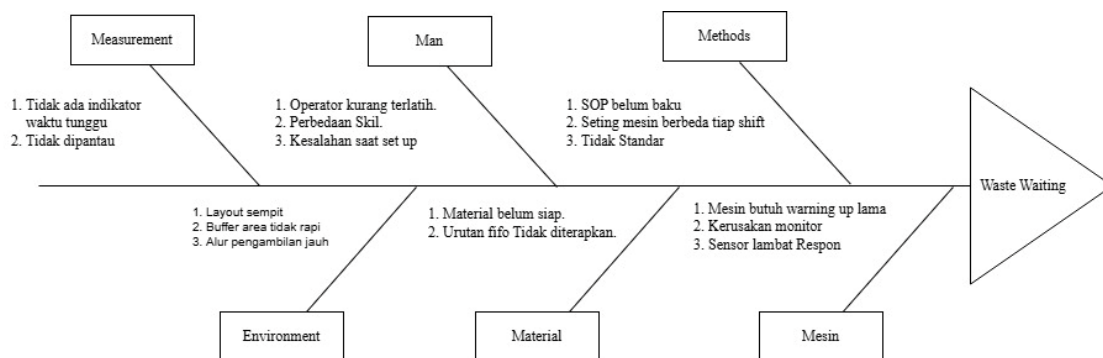 Measurement
Man
Methods
1. Tidak ada indikator
waktu tunggu
2. Tidak dipantau
1. Operator kurang terlatih.
2. Perbedaan Skil.
3. Kesalahan saat set up
1. SOP belum baku
2. Seting mesin berbeda tiap shift
3. Tidak Standar
Waste Waiting
1. Layout sempit
2. Buffer area tidak rapi
3. Alur pengambilan jauh
1. Material belum siap.
2. Urutan fifo Tidak diterapkan.
1. Mesin butuh warning up lama
2. Kerusakan monitor
3. Sensor lambat Respon
Environment
Material
Mesin